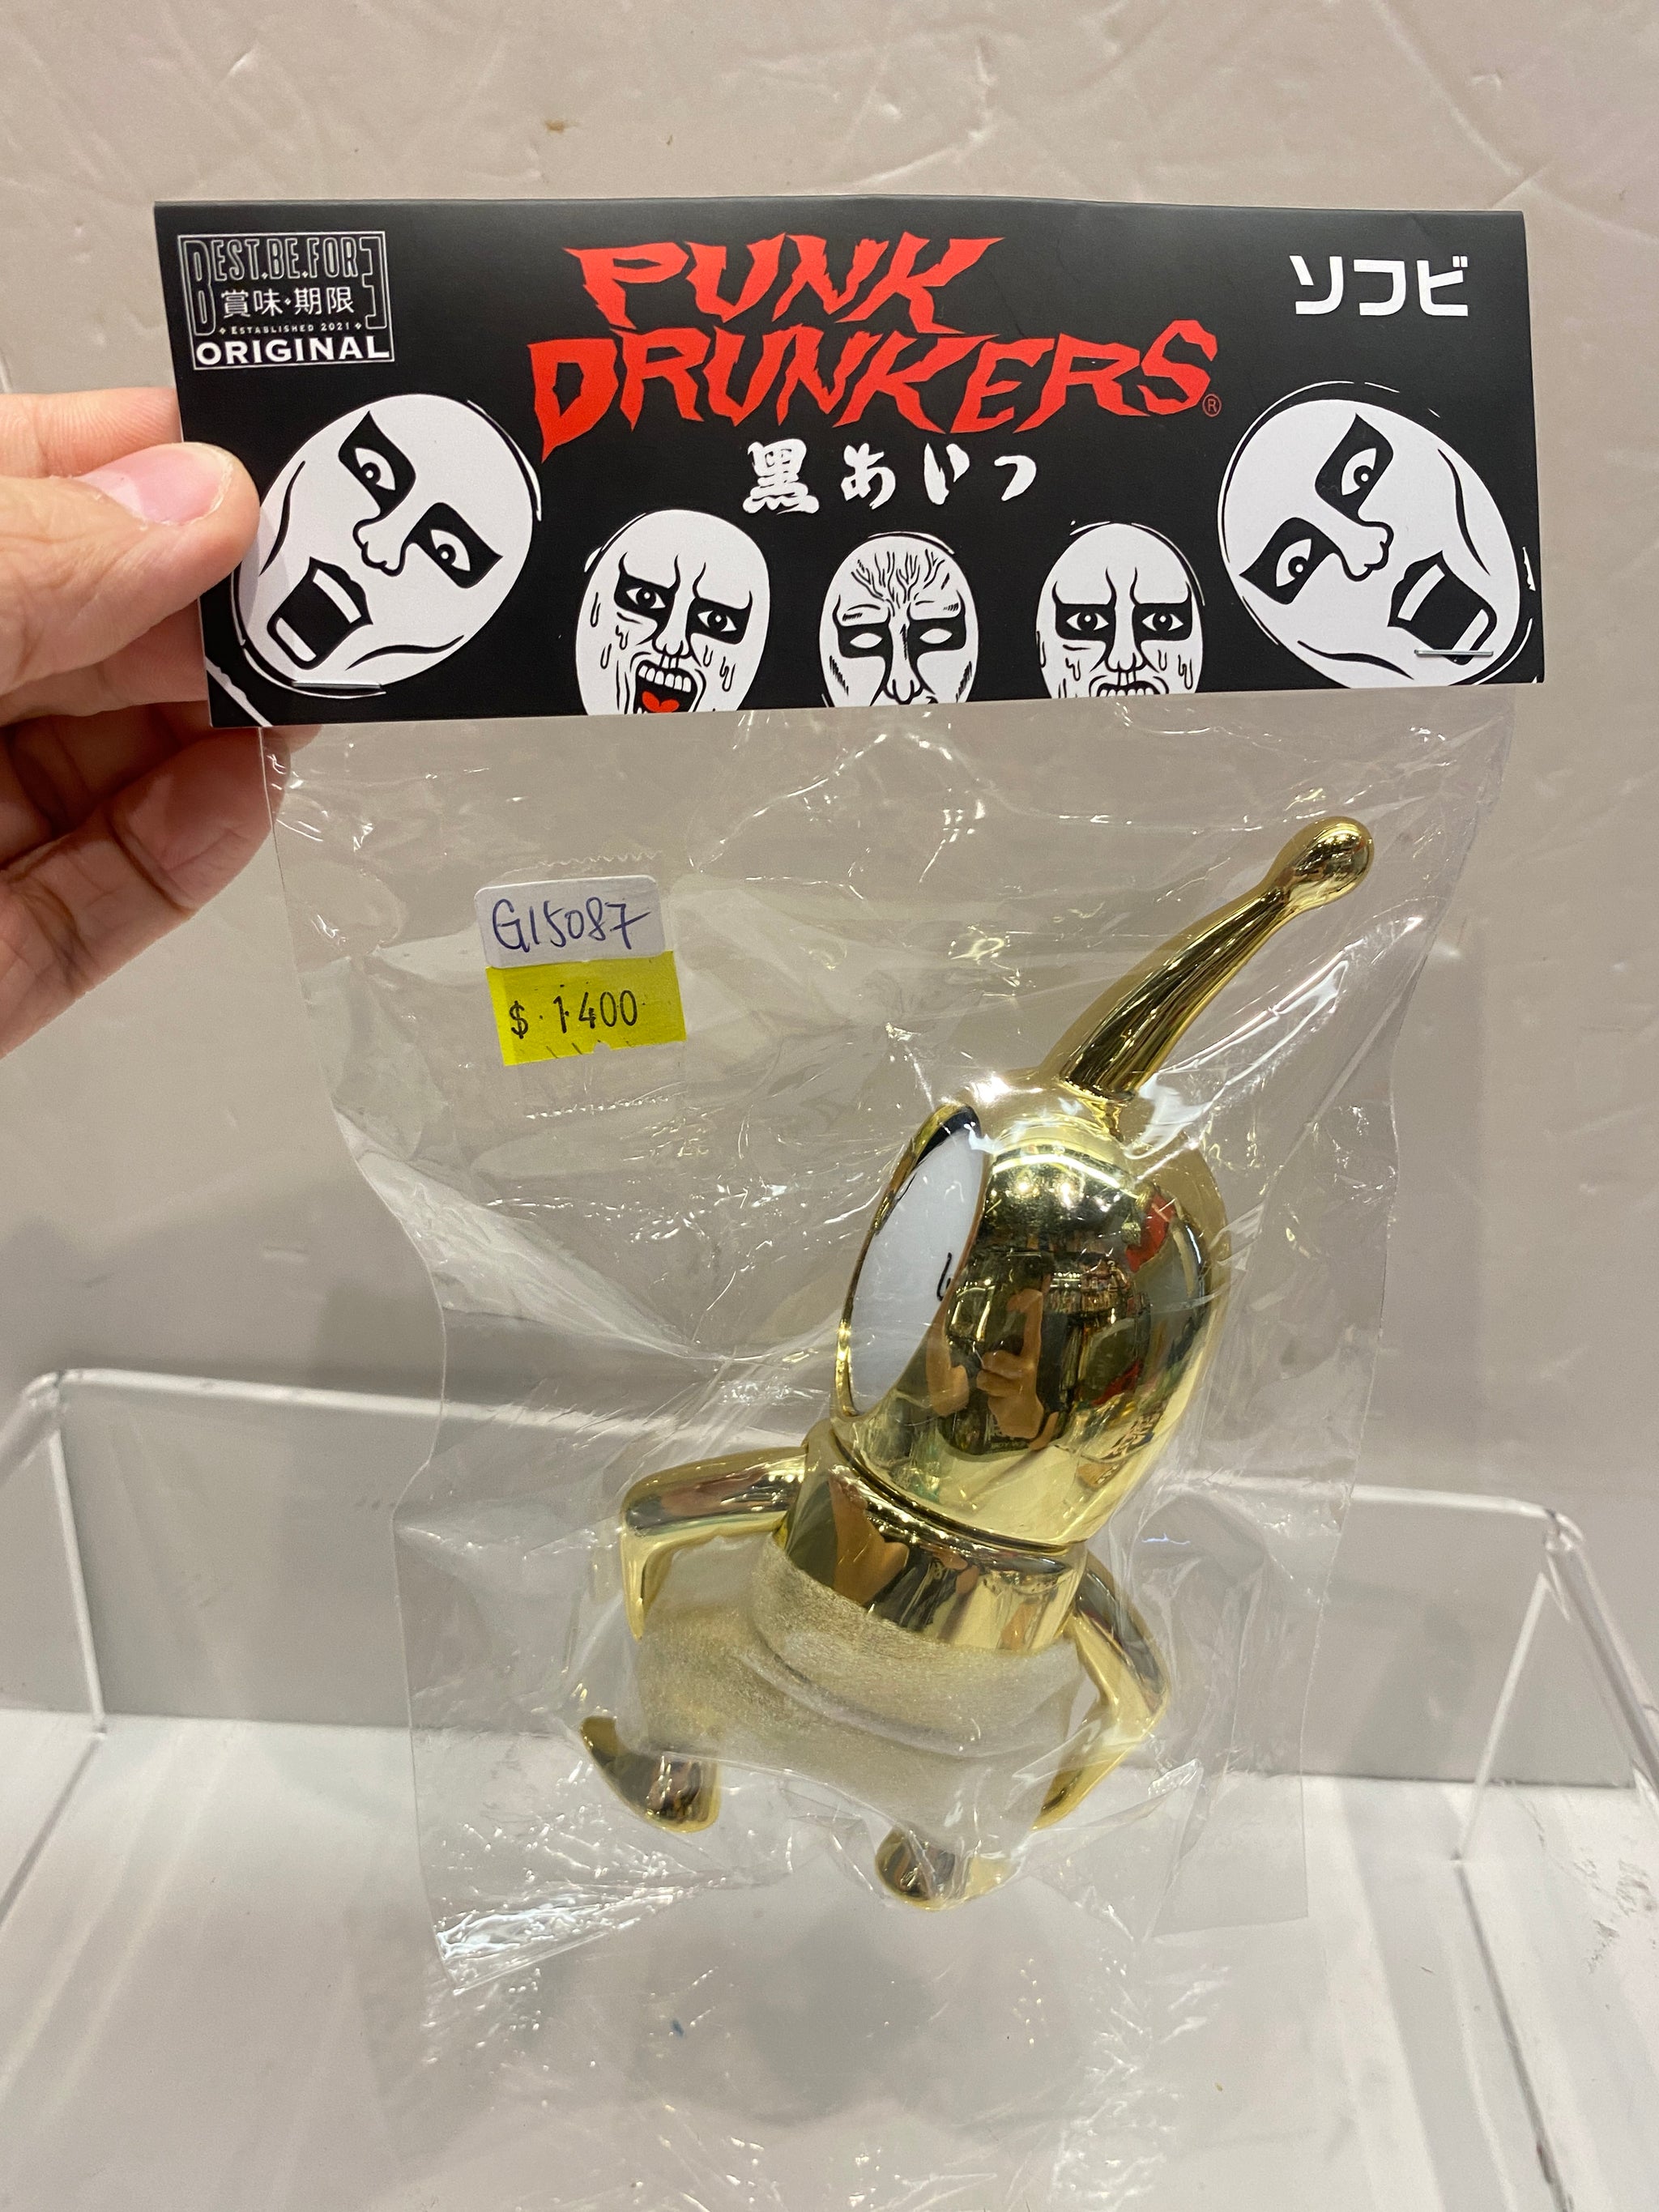 BEST.BE.FORE
賞味・期限
ESTABLISHED 2021
ORIGINAL
PUNK
DRUNKERS®
黒あいつ
ソフビ
G15087
$ 1400